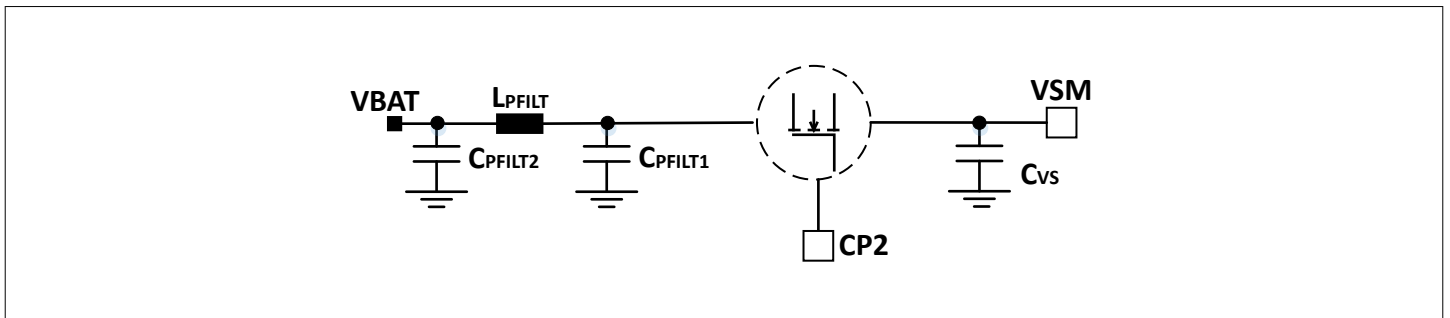 VBAT
LPFILT
VSM
CPFILT2
CPFILT1
CVS
CP2